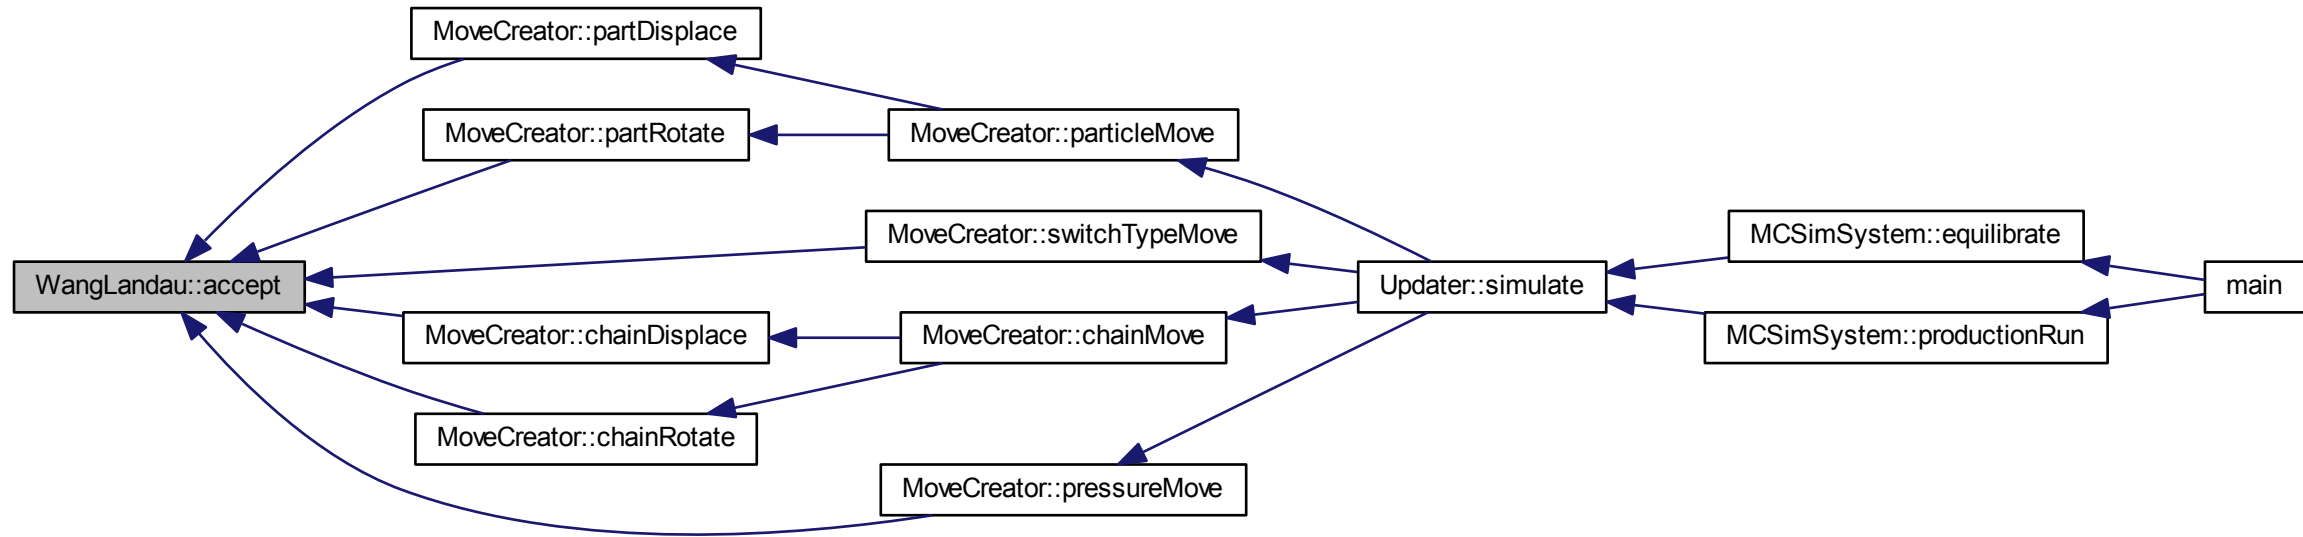 MoveCreator::partDisplace
MoveCreator::partRotate
MoveCreator::particleMove
MoveCreator::switchTypeMove
MCSimSystem::equilibrate
WangLandau::accept
Updater::simulate
main
MoveCreator::chainDisplace
MoveCreator::chainMove
MCSimSystem::productionRun
MoveCreator::chainRotate
MoveCreator::pressureMove